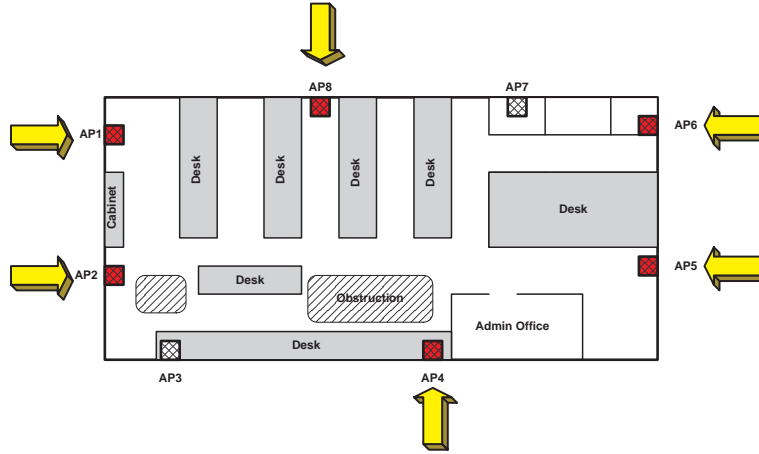 AP8
AP7
AP1
AP6
Desk
Desk
Desk
Desk
Cabinet
Desk
AP2
AP5
Desk
Obstruction
Admin Office
Desk
AP3
AP4